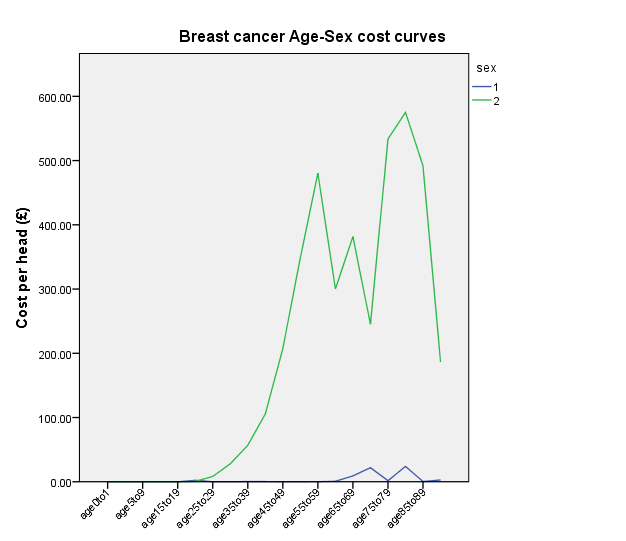 Breast cancer Age-Sex cost curves
sex
1
2
Cost per head (£)
600.00
500.00
400.00
300.00
200.00
100.00
0.00
age0to1
age5to9
age15to19
age25to29
age35to39
age45to49
age55to59
age65to69
age75to79
age85to89